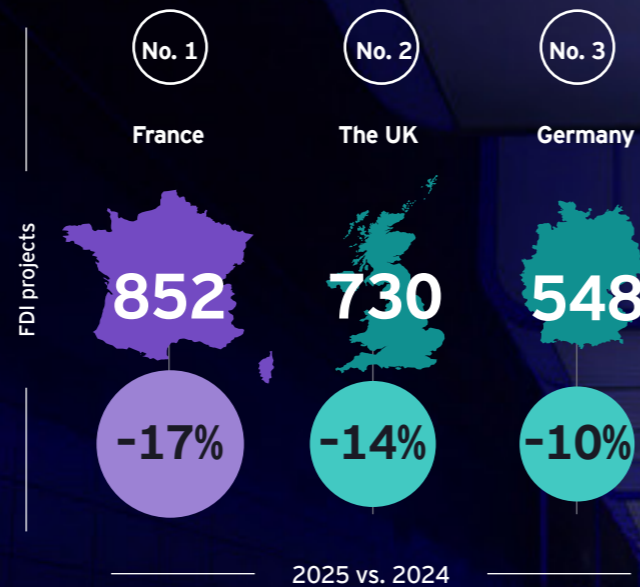 No. 1
No. 2
No. 3
France
The UK
Germany
FDI projects
852
730
548
-17%
-14%
-10%
2025 vs. 2024